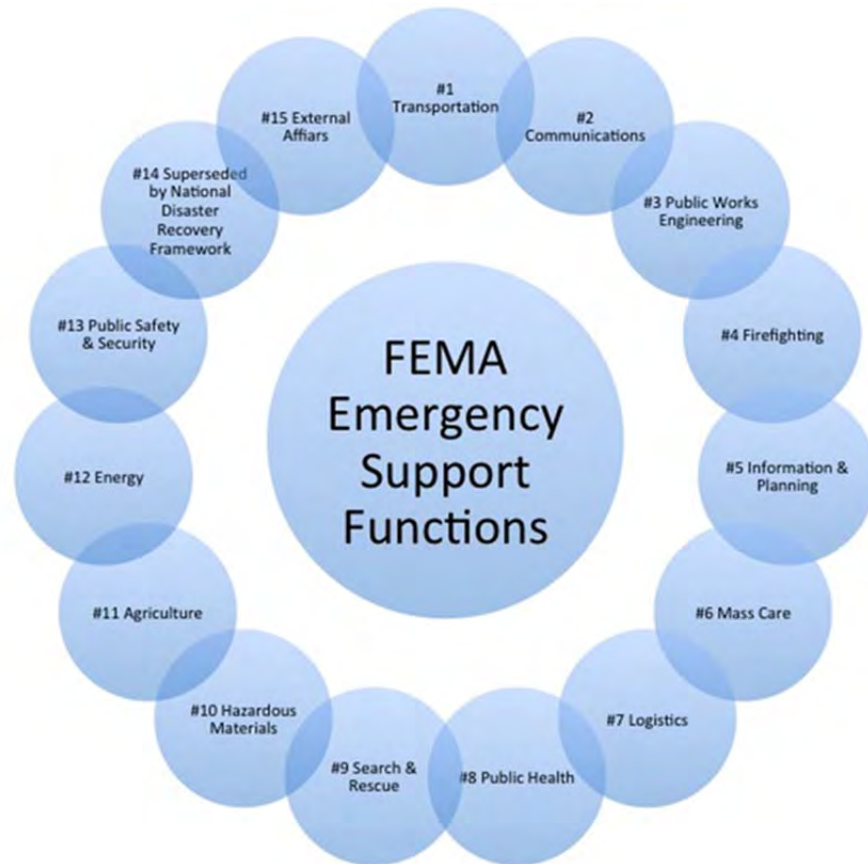 FEMA
Emergency
Support
Functions
#1
Transportation
#2
Communications
#3 Public Works
Engineering
#4 Firefighting
#5 Information &
Planning
#6 Mass Care
#7 Logistics
#8 Public Health
#9 Search &
Rescue
#10 Hazardous
Materials
#11 Agriculture
#12 Energy
#13 Public Safety
& Security
#14 Superseded
by National
Disaster
Recovery
Framework
#15 External
Affiars